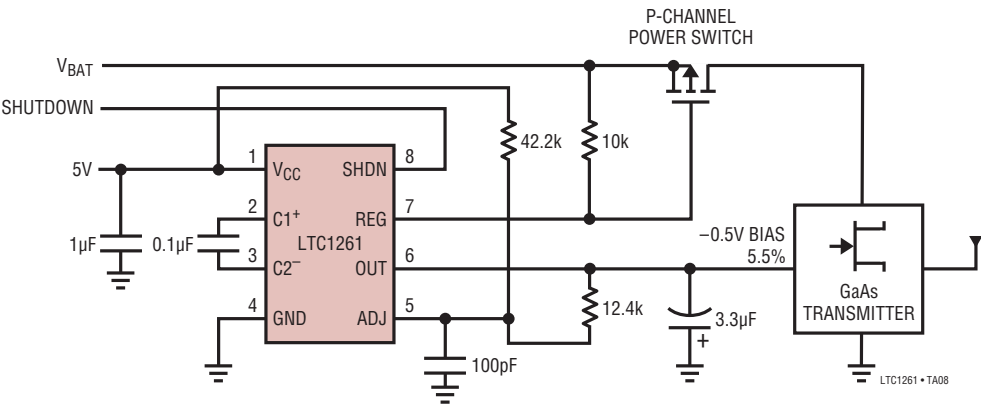 P-CHANNEL
POWER SWITCH
VBAT
SHUTDOWN
42.2k
10k
5V
1
VCC
SHDN
8
2
C1+
REG
7
1µF
0.1µF
LTC1261
–0.5V BIAS
5.5%
3
C2–
OUT
6
12.4k
GaAs
TRANSMITTER
4
GND
ADJ
5
3.3µF
+
100pF
LTC1261 • TA08